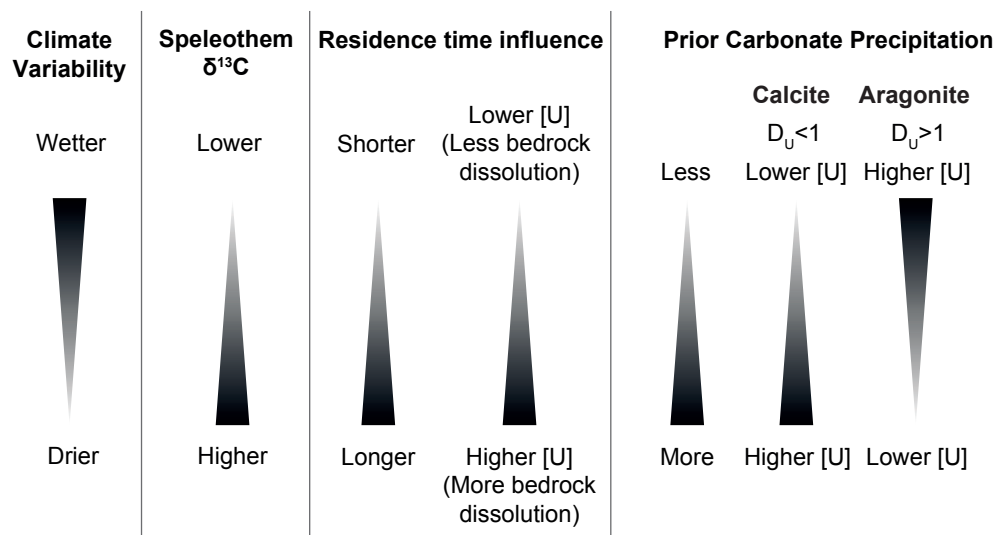 Climate
Variability
Speleothem
δ¹³C
Residence time influence
Prior Carbonate Precipitation
Calcite
Aragonite
Wetter
Lower
Shorter
Lower [U]
(Less bedrock
dissolution)
Less
D_U<1
Lower [U]
D_U>1
Higher [U]
Drier
Higher
Longer
Higher [U]
(More bedrock
dissolution)
More
Higher [U]
Lower [U]